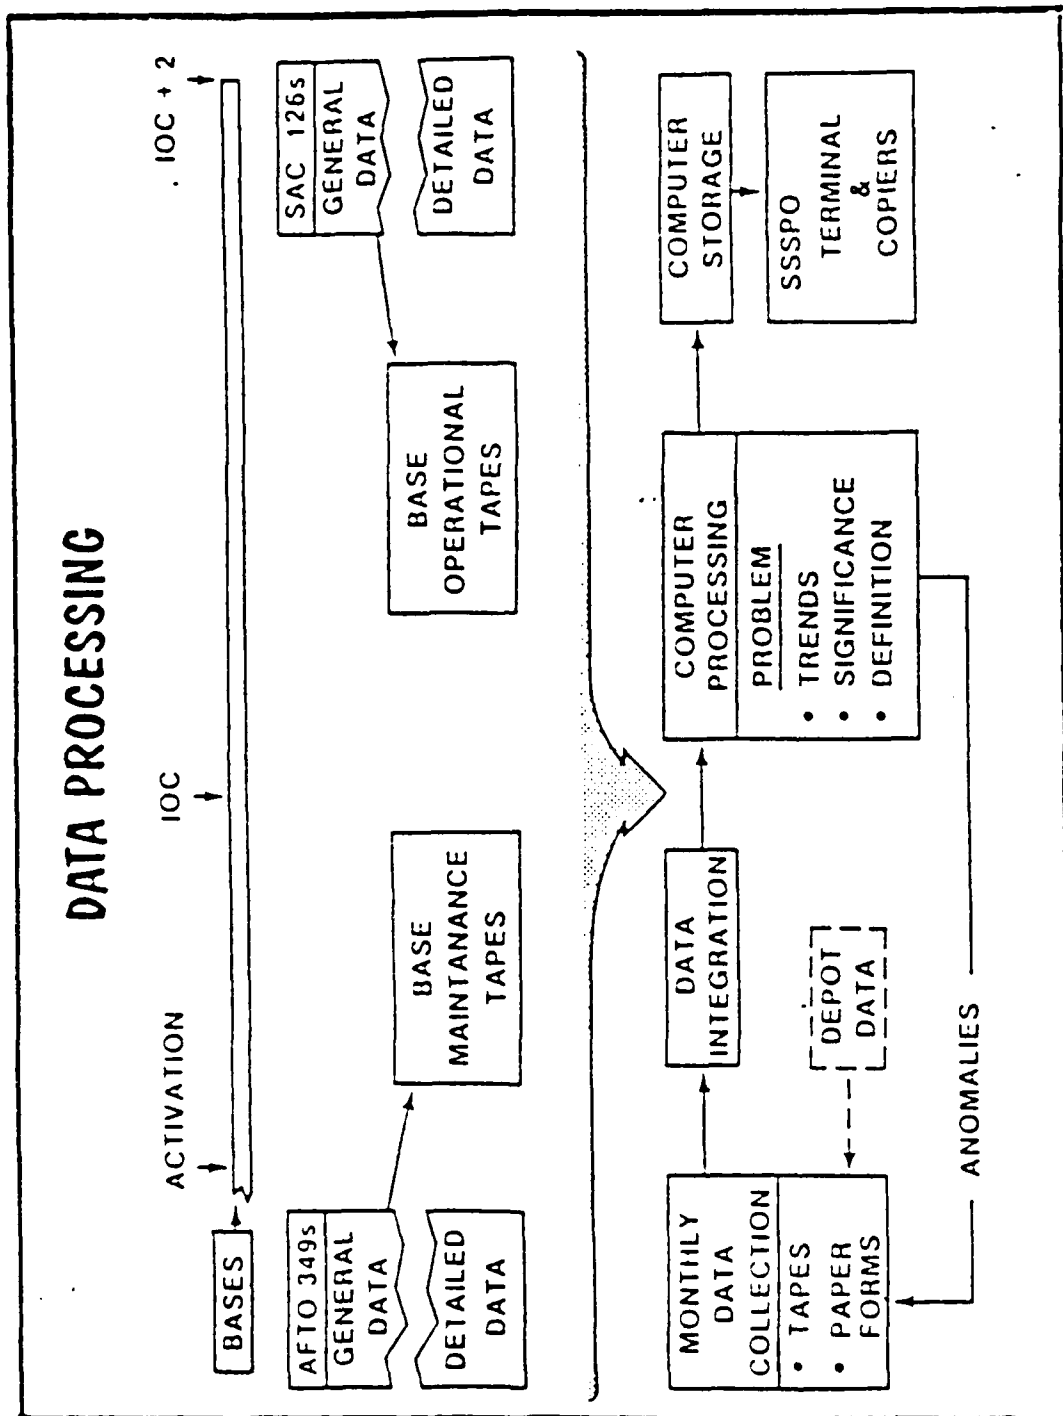 DATA PROCESSING
ACTIVATION
IOC
IOC + 2
BASES
AFTO 349s
GENERAL
DATA
DETAILED
DATA
BASE
MAINTANANCE
TAPES
BASE
OPERATIONAL
TAPES
SAC 126s
GENERAL
DATA
DETAILED
DATA
MONTHLY
DATA
COLLECTION
• TAPES
• PAPER
FORMS
DATA
INTEGRATION
DEPOT
DATA
COMPUTER
PROCESSING
PROBLEM
• TRENDS
• SIGNIFICANCE
• DEFINITION
COMPUTER
STORAGE
SSSPO
TERMINAL
&
COPIERS
ANOMALIES